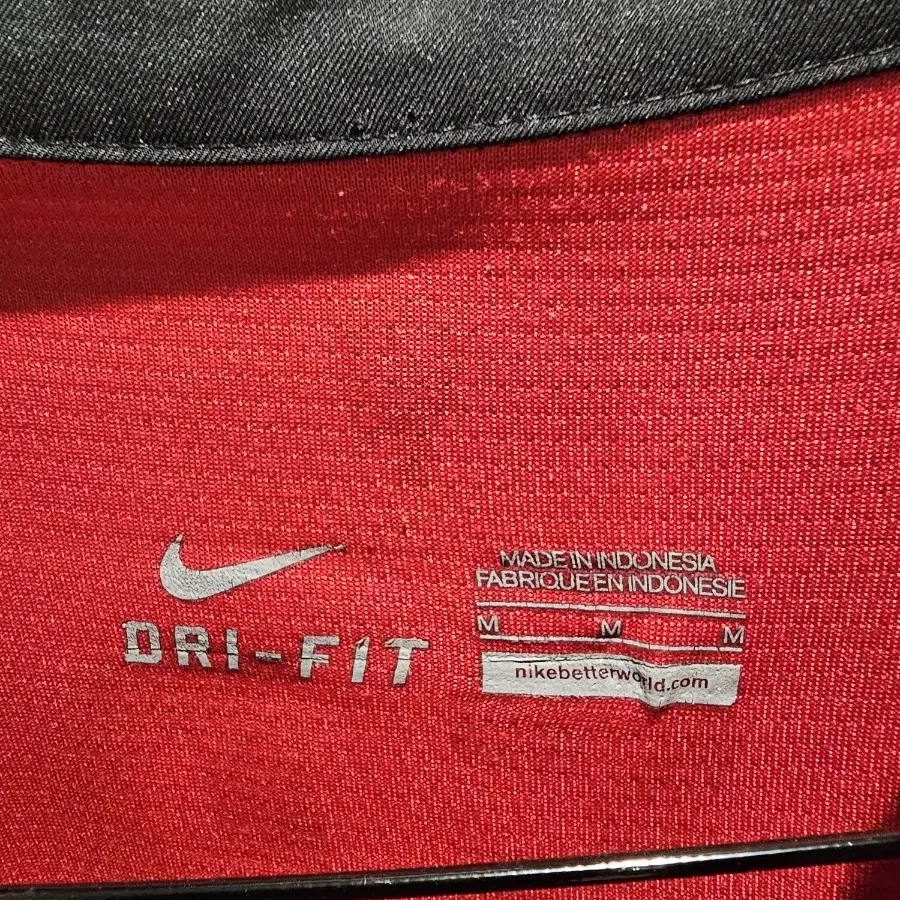 DRI-FIT
MADE IN INDONESIA
FABRIQUE EN INDONESIE
M M M
nikebetterworld.com